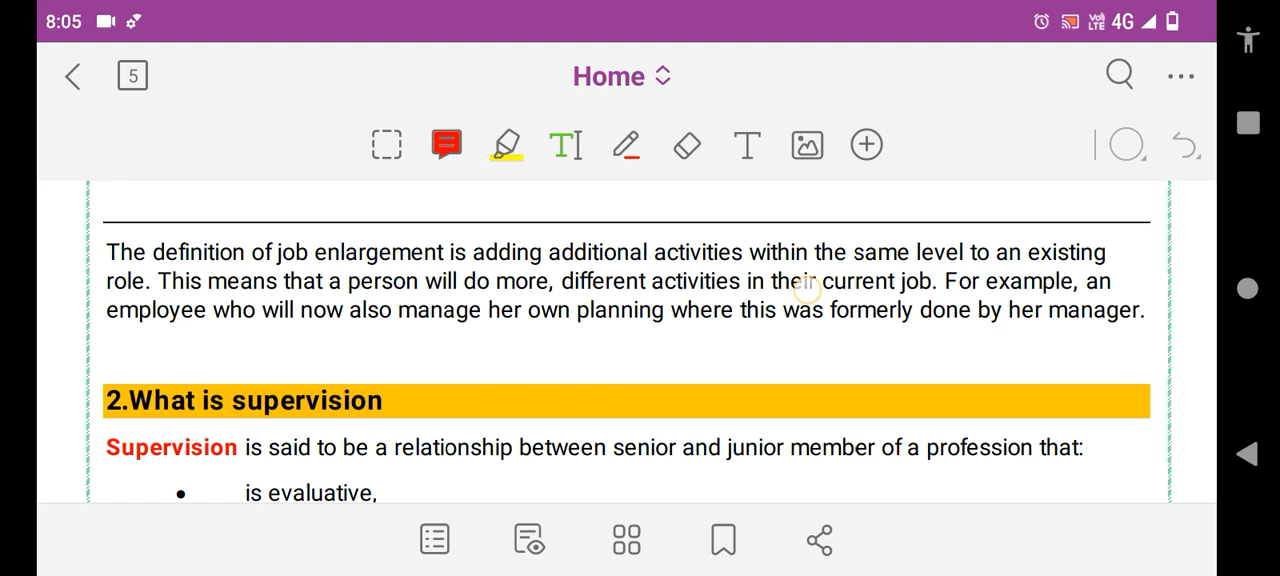 8:05 VoLTE 4G
5 Home
T T
The definition of job enlargement is adding additional activities within the same level to an existing
role. This means that a person will do more, different activities in their current job. For example, an
employee who will now also manage her own planning where this was formerly done by her manager.
2.What is supervision
Supervision is said to be a relationship between senior and junior member of a profession that:
• is evaluative,